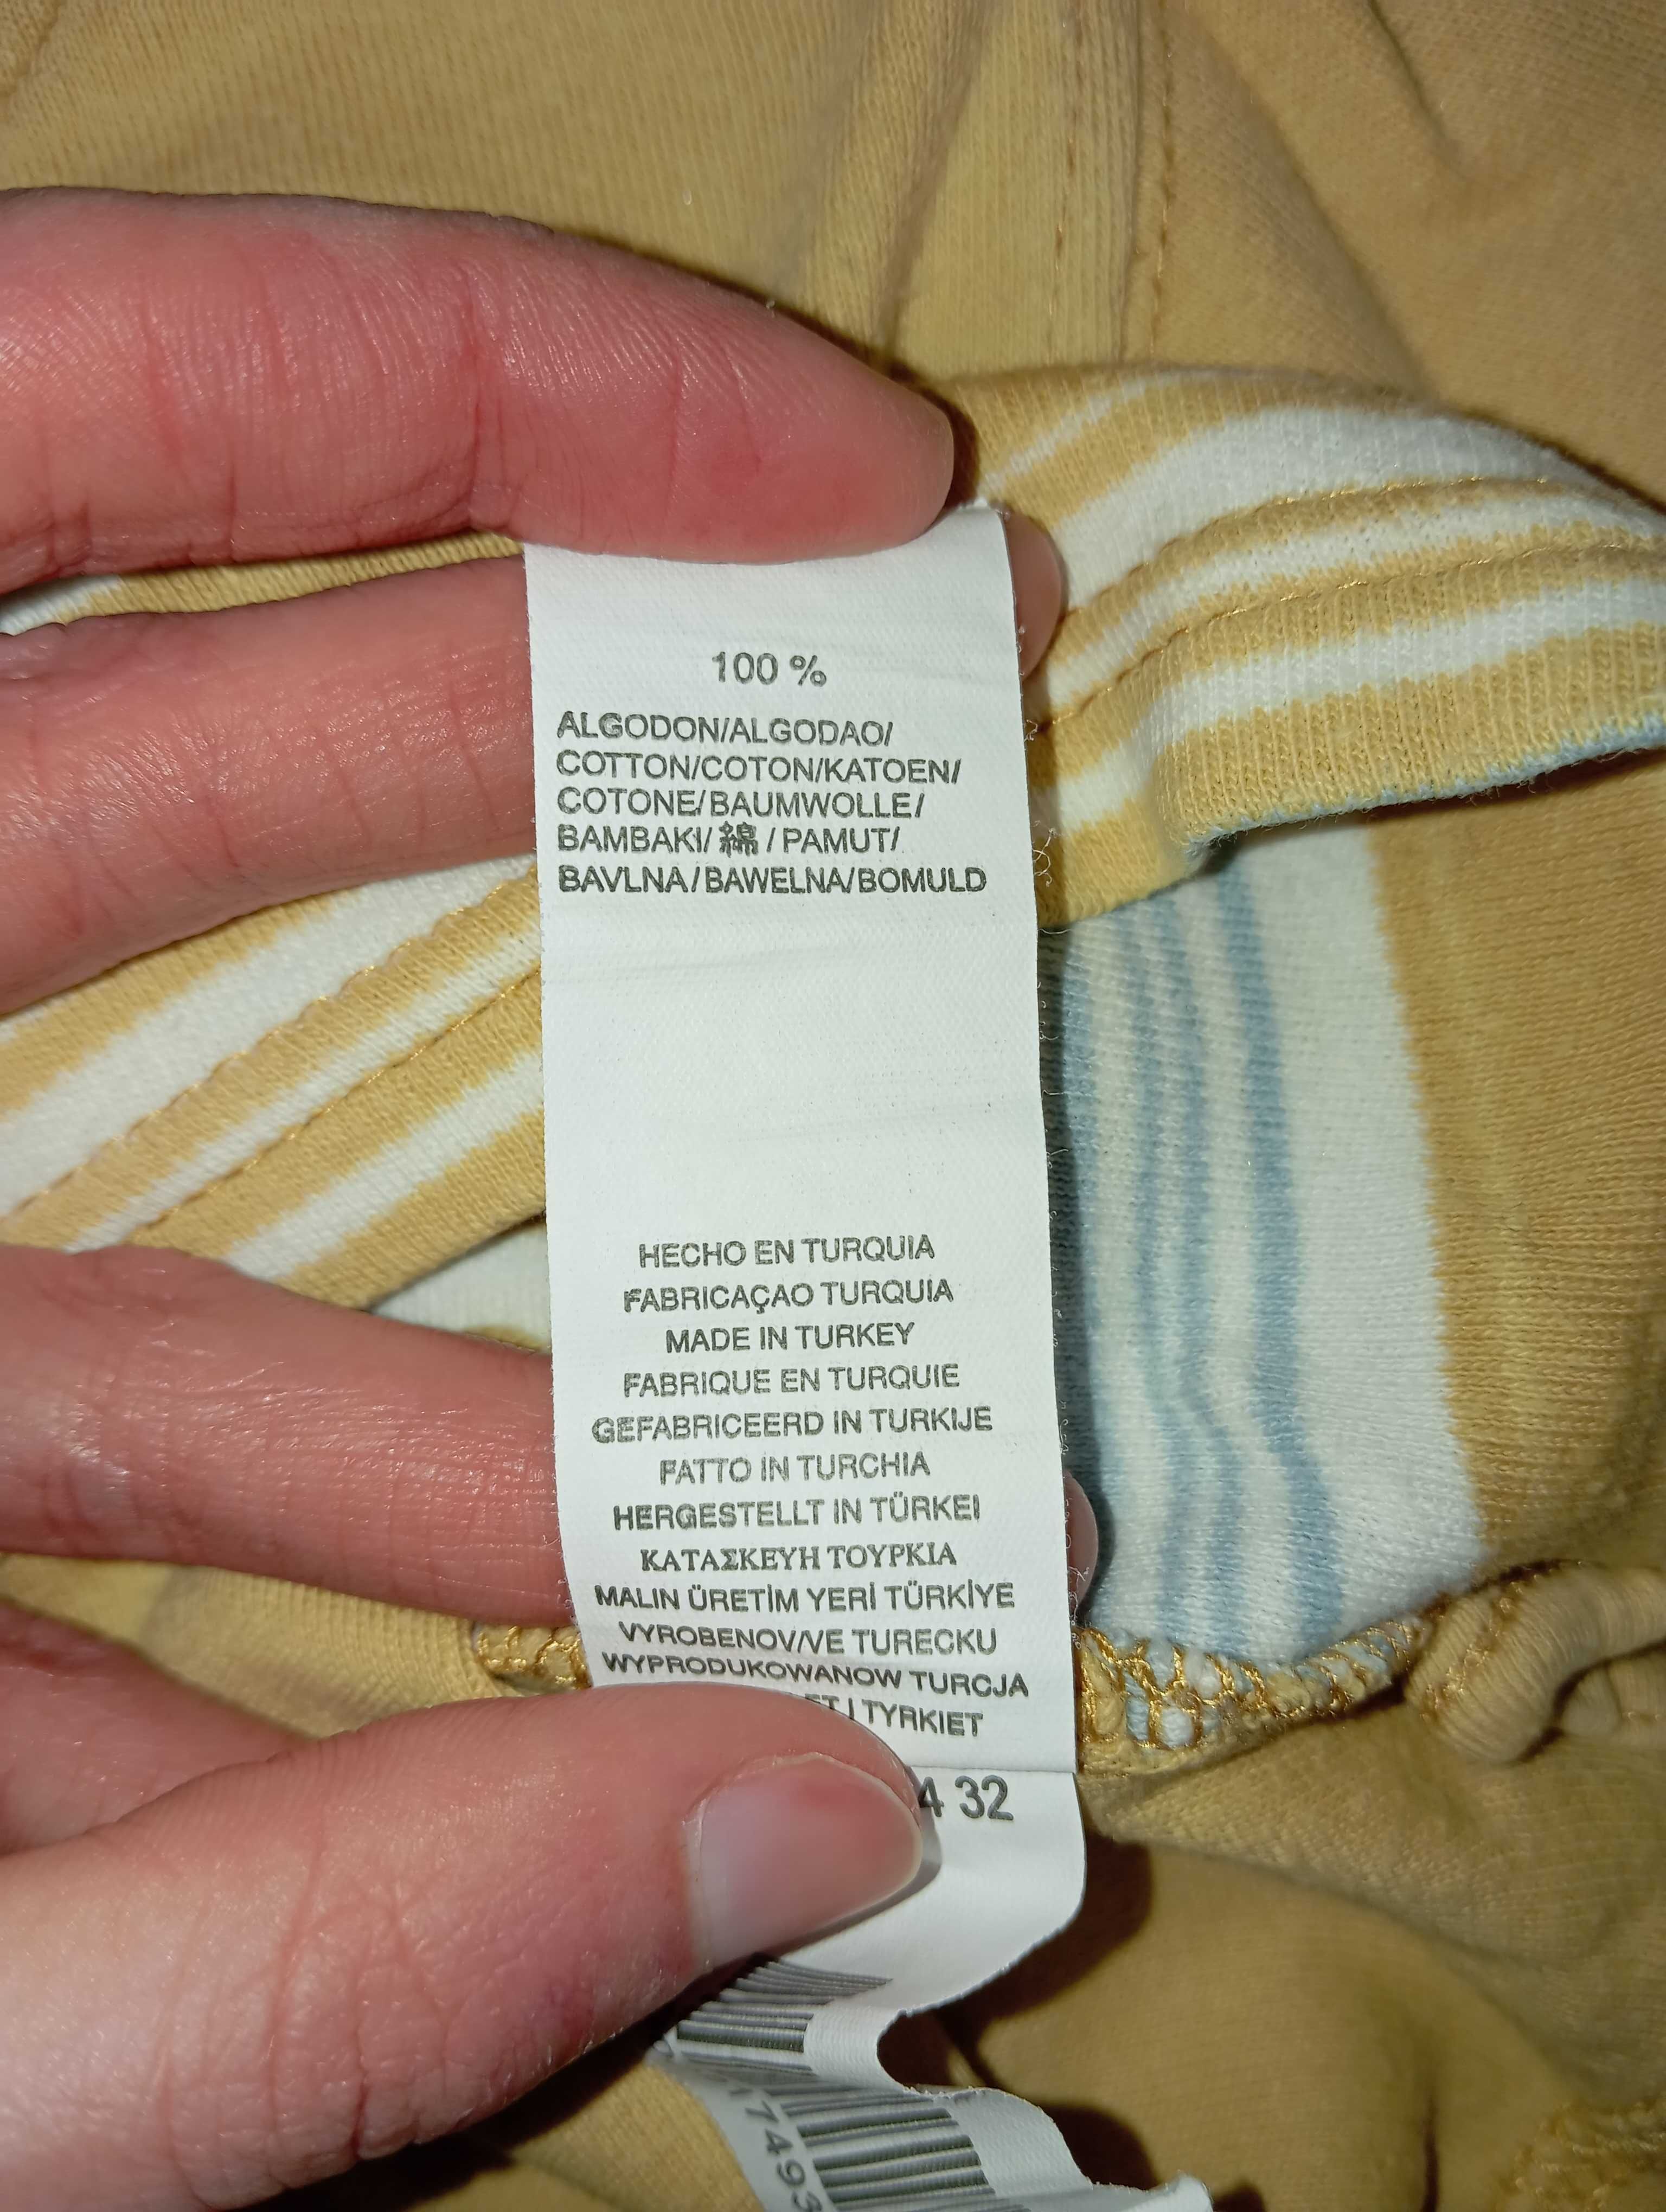 100 %
ALGODON/ALGODAO/
COTTON/COTON/KATOEN/
COTONE/BAUMWOLLE/
BAMBAKI/ 綿 / PAMUT/
BAVLNA/BAWELNA/BOMULD
HECHO EN TURQUIA
FABRICAÇAO TURQUIA
MADE IN TURKEY
FABRIQUE EN TURQUIE
GEFABRICEERD IN TURKIJE
FATTO IN TURCHIA
HERGESTELLT IN TÜRKEI
ΚΑΤΑΣΚΕΥΗ ΤΟΥΡΚΙΑ
MALIN ÜRETİM YERİ TÜRKİYE
VYROBENOV/VE TURECKU
WYPRODUKOWANOW TURCJA
I TYRKIET
4 32